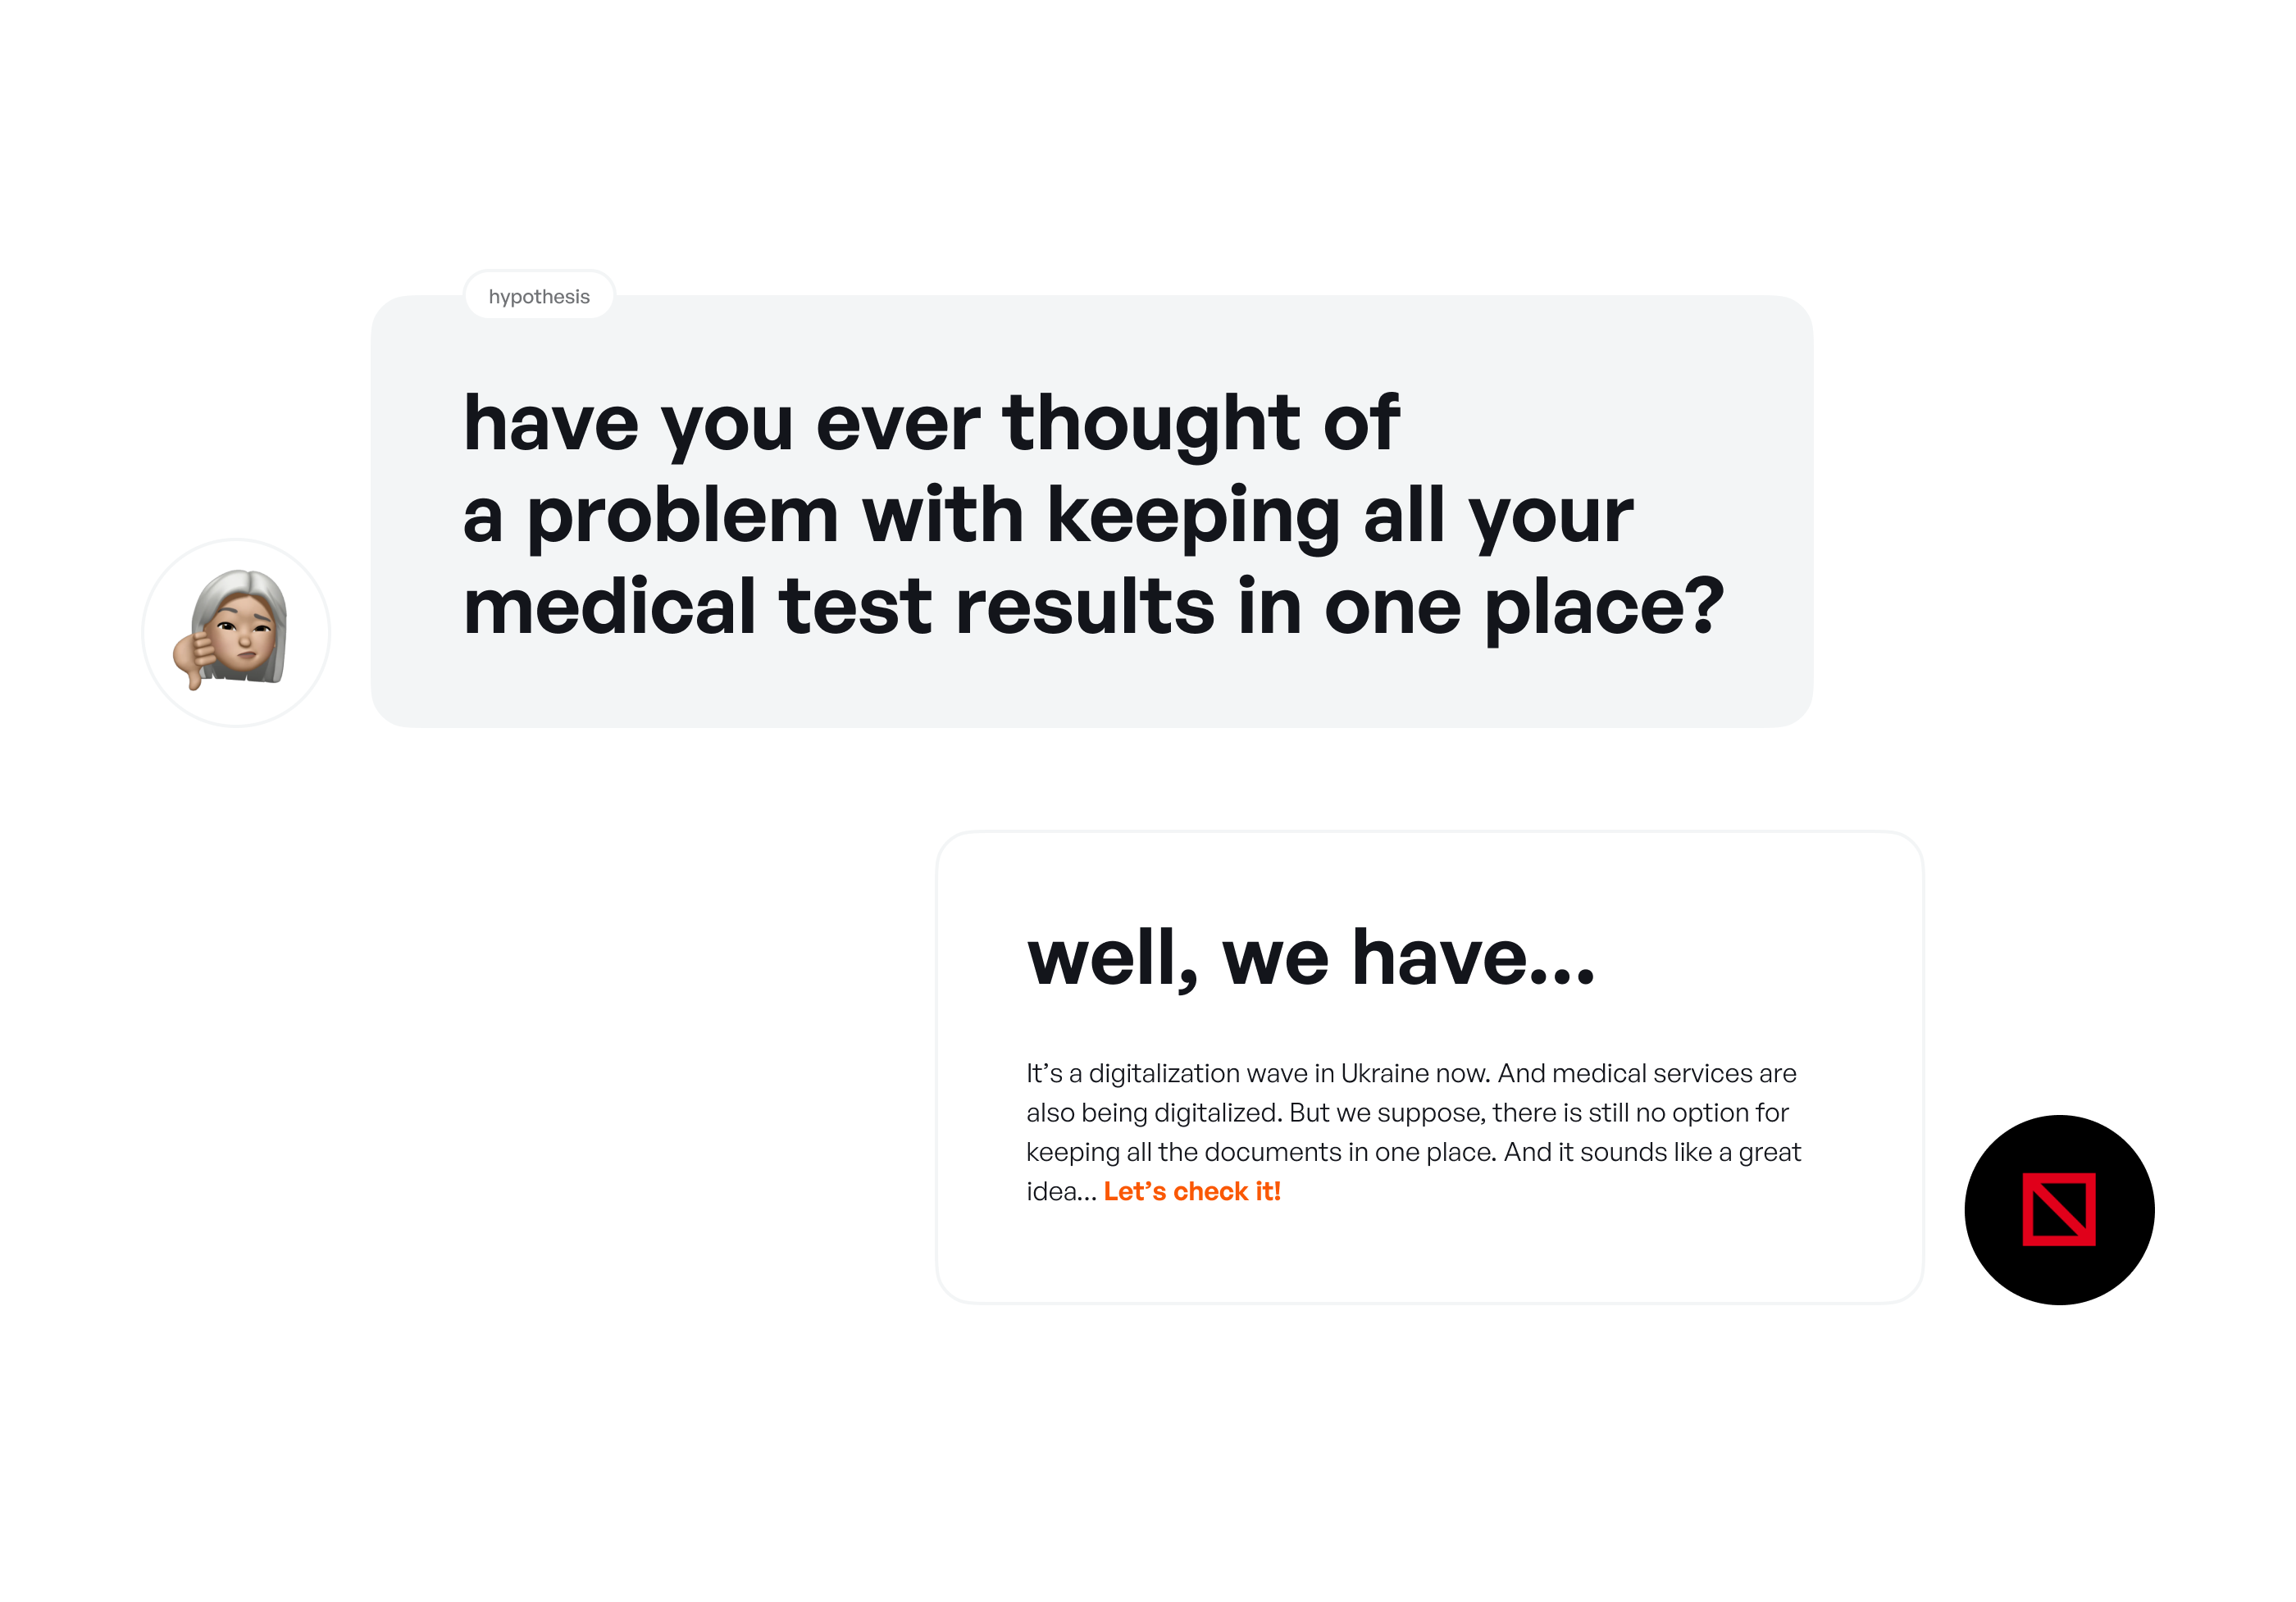 hypothesis
have you ever thought of
a problem with keeping all your
medical test results in one place?
well, we have...
It’s a digitalization wave in Ukraine now. And medical services are
also being digitalized. But we suppose, there is still no option for
keeping all the documents in one place. And it sounds like a great
idea... Let’s check it!